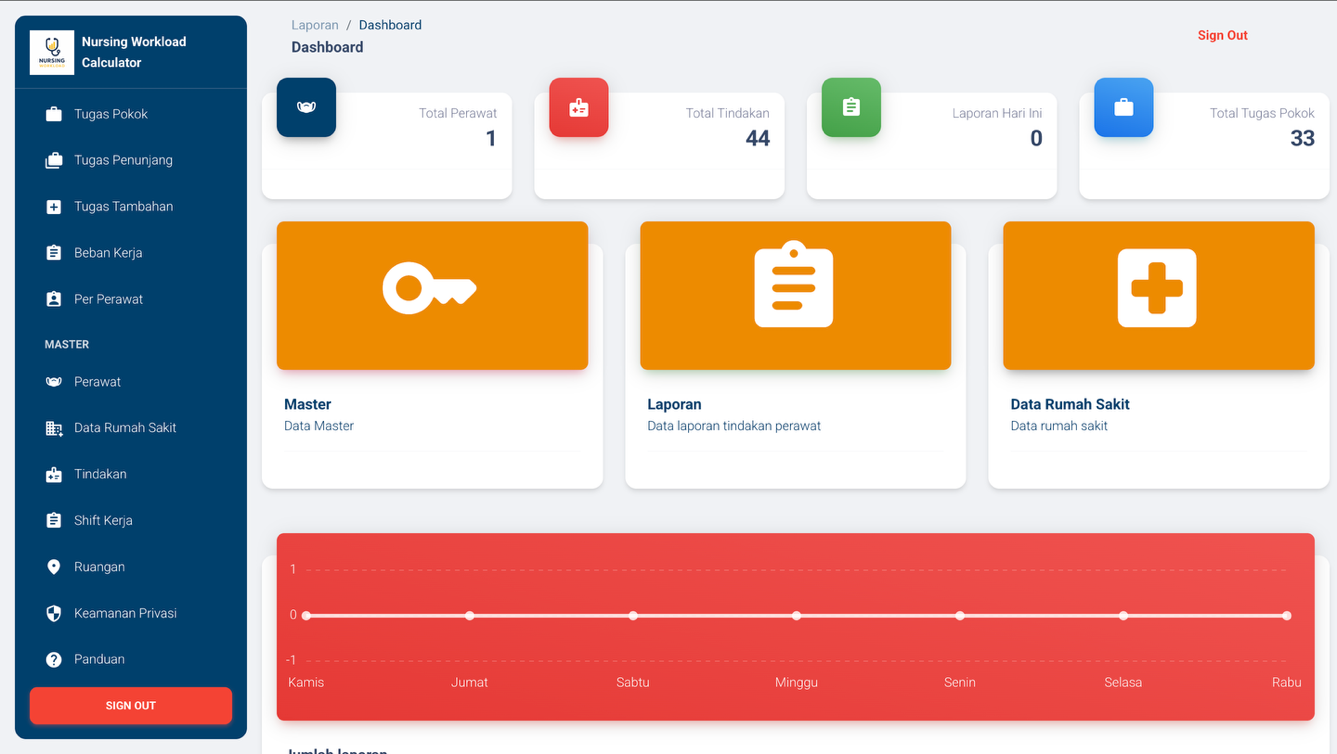 Nursing Workload
Calculator
NURSING
Tugas Pokok
Tugas Penunjang
Tugas Tambahan
Beban Kerja
Per Perawat
MASTER
Perawat
Data Rumah Sakit
Tindakan
Shift Kerja
Ruangan
Keamanan Privasi
Panduan
SIGN OUT
Laporan / Dashboard
Dashboard
Sign Out
Total Perawat
1
Total Tindakan
44
Laporan Hari Ini
0
Total Tugas Pokok
33
Master
Data Master
Laporan
Data laporan tindakan perawat
Data Rumah Sakit
Data rumah sakit
1
0
-1
Kamis Jumat Sabtu Minggu Senin Selasa Rabu
Jumlah laporan